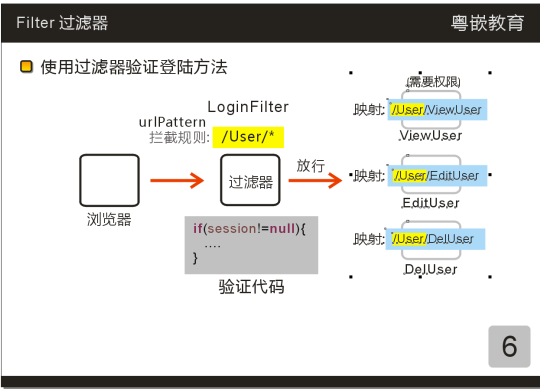 Filter 过滤器
粤嵌教育
使用过滤器验证登陆方法
(需要权限)
LoginFilter
urlPattern
拦截规则:
/User/*
映射:
/User/ViewUser
ViewUser
浏览器
过滤器
放行
映射:
/User/EditUser
EditUser
if(session!=null){
....
}
验证代码
映射:
/User/DelUser
DelUser
6